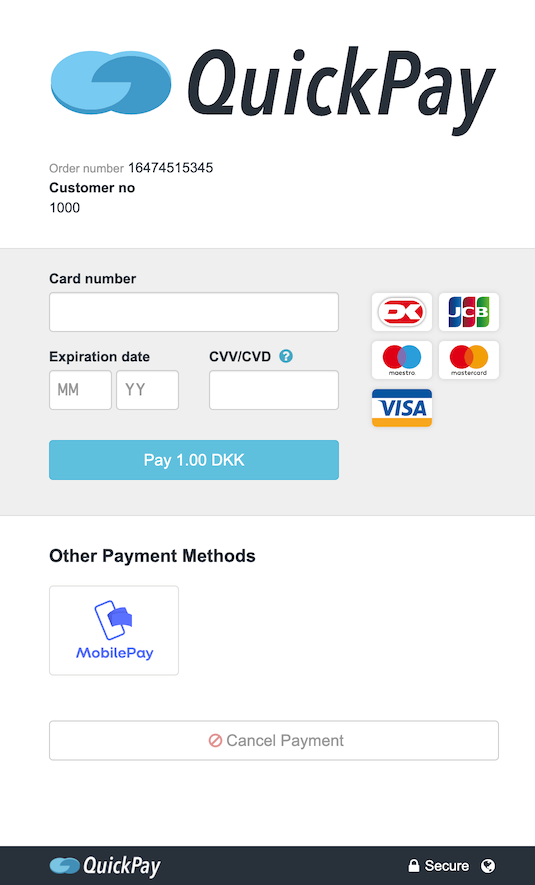 QuickPay
Order number 16474515345
Customer no
1000
Card number
DK JCB
Expiration date CVV/CVD ?
MM YY
maestro mastercard
VISA
Pay 1.00 DKK
Other Payment Methods
MobilePay
Cancel Payment
QuickPay Secure